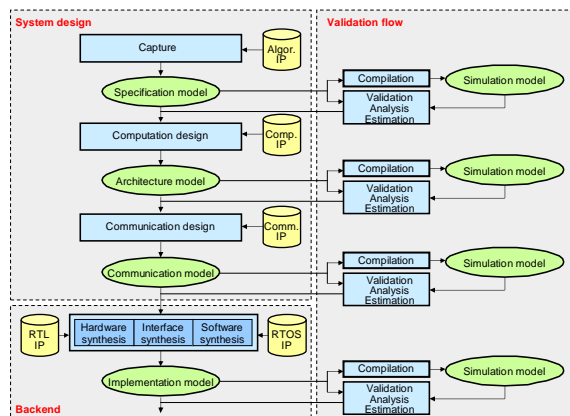 System design
Validation flow
Capture
Algor.
IP
Compilation
Simulation model
Specification model
Validation
Analysis
Estimation
Computation design
Comp.
IP
Compilation
Simulation model
Architecture model
Validation
Analysis
Estimation
Communication design
Comm.
IP
Compilation
Simulation model
Communication model
Validation
Analysis
Estimation
RTL
IP
Hardware
synthesis
Interface
synthesis
Software
synthesis
RTOS
IP
Compilation
Simulation model
Implementation model
Validation
Analysis
Estimation
Backend